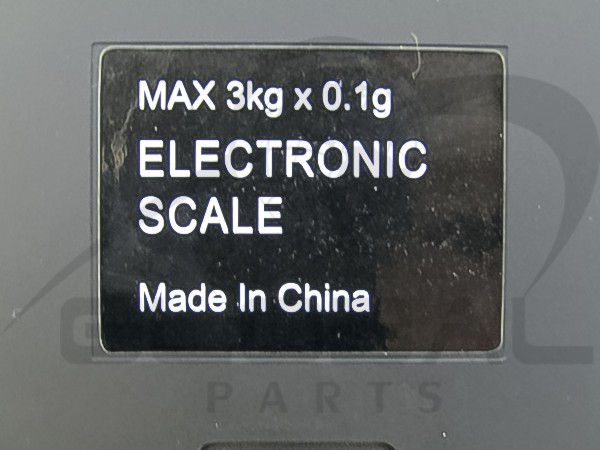 MAX 3kg x 0.1g
ELECTRONIC
SCALE
Made In China
PARTS